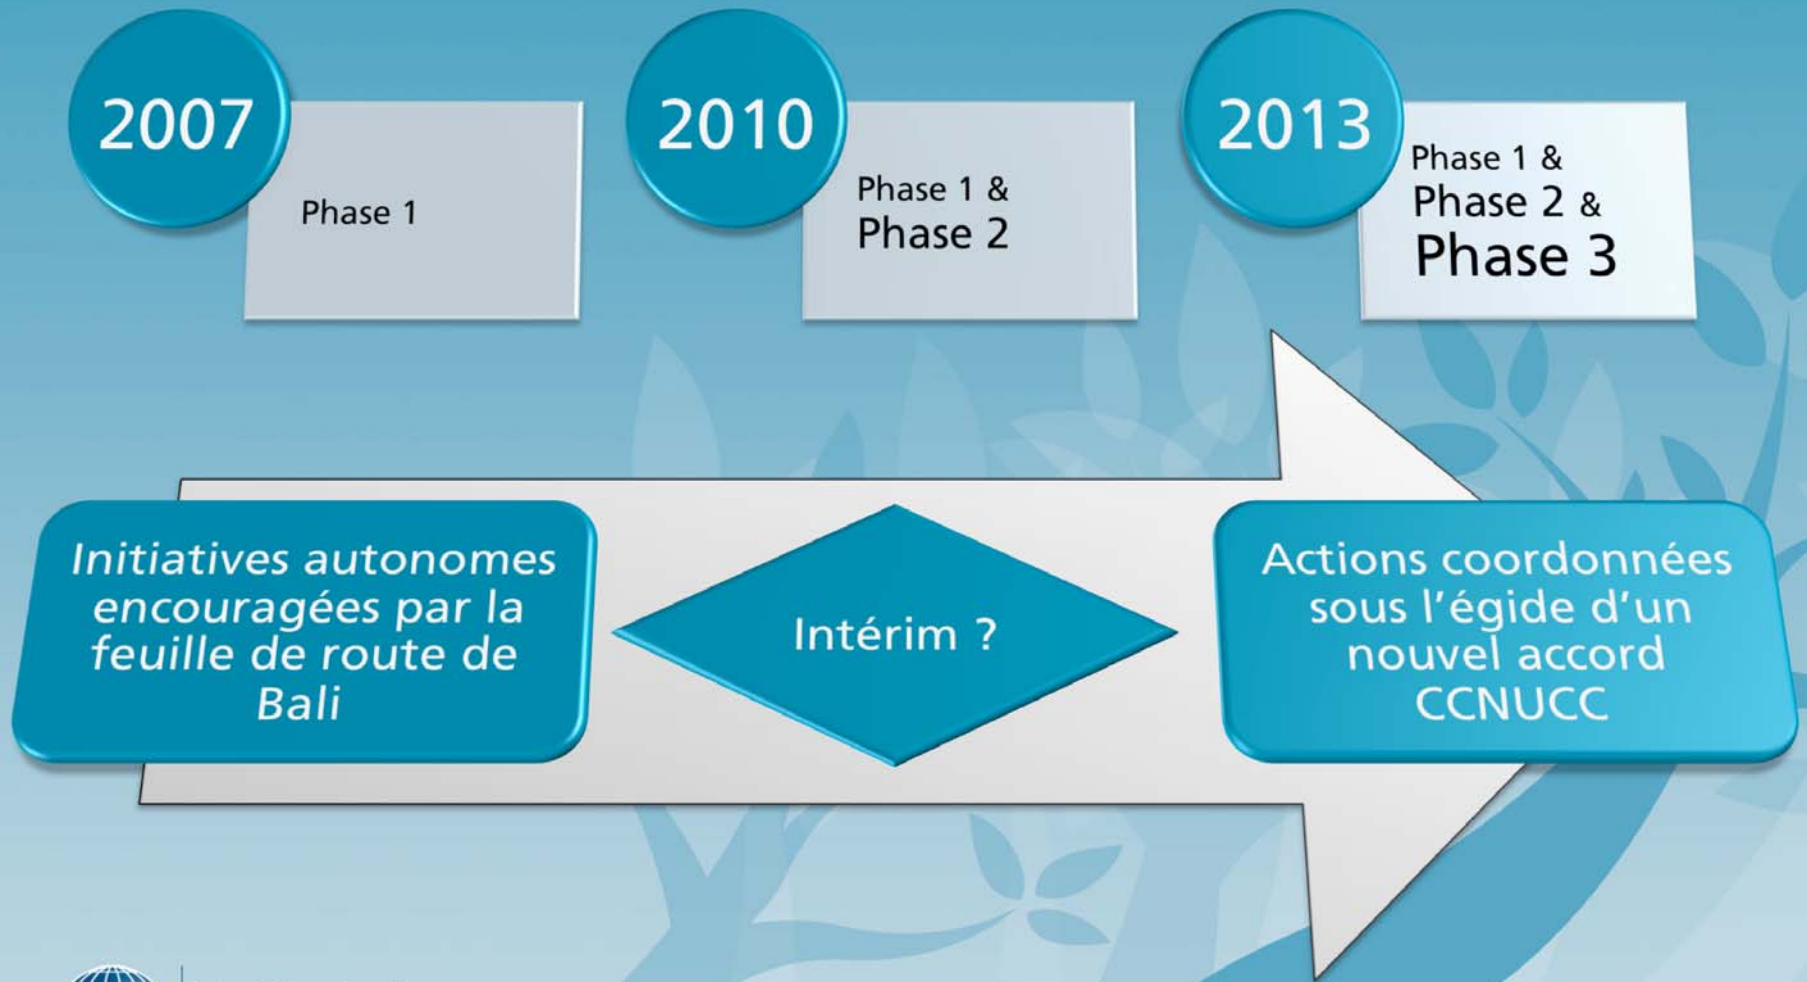 2007
Phase 1
2010
Phase 1 &
Phase 2
2013
Phase 1 &
Phase 2 &
Phase 3
Initiatives autonomes
encouragées par la
feuille de route de
Bali
Intérim ?
Actions coordonnées
sous l'égide d'un
nouvel accord
CCNUCC